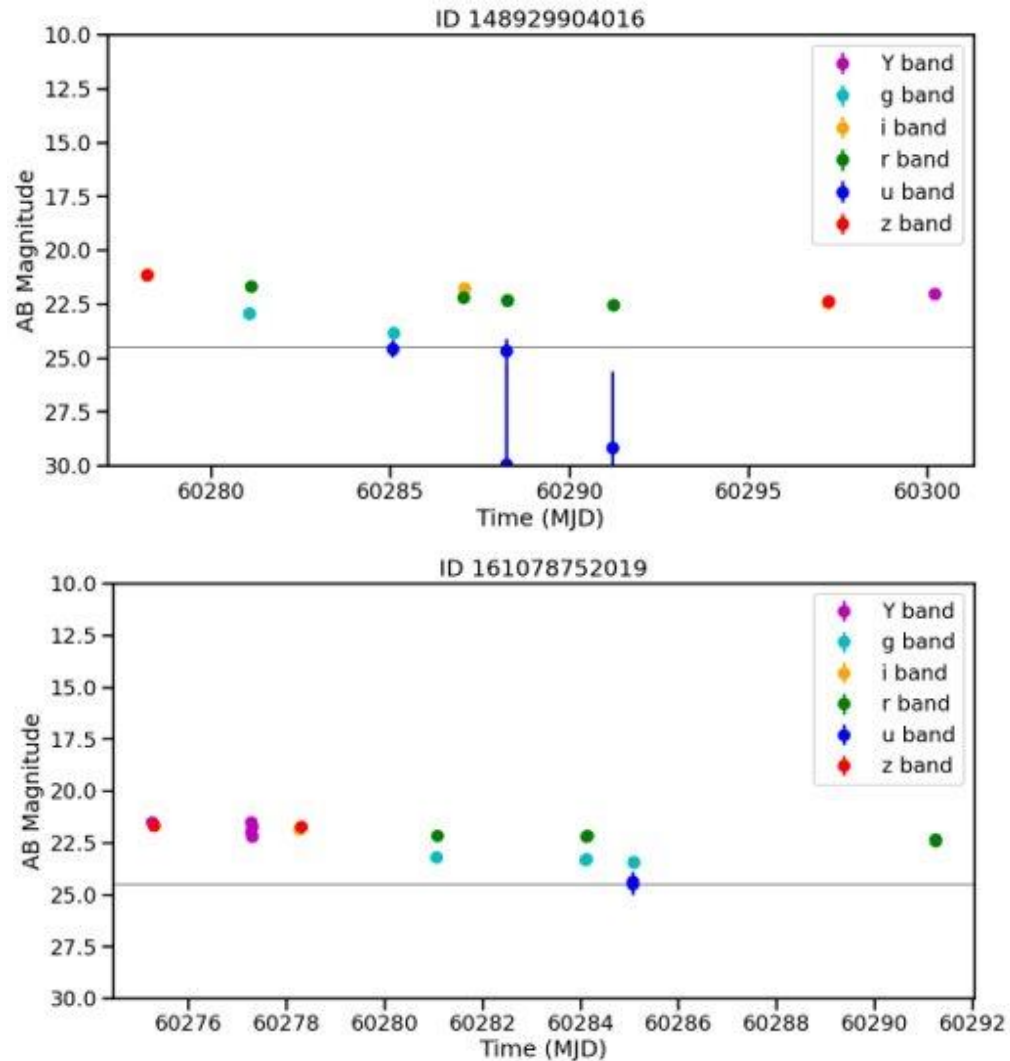 ID 148929904016
10.0
12.5
15.0
17.5
20.0
22.5
25.0
27.5
30.0
AB Magnitude
Y band
g band
i band
r band
u band
z band
60280 60285 60290 60295 60300
Time (MJD)
ID 161078752019
10.0
12.5
15.0
17.5
20.0
22.5
25.0
27.5
30.0
AB Magnitude
Y band
g band
i band
r band
u band
z band
60276 60278 60280 60282 60284 60286 60288 60290 60292
Time (MJD)